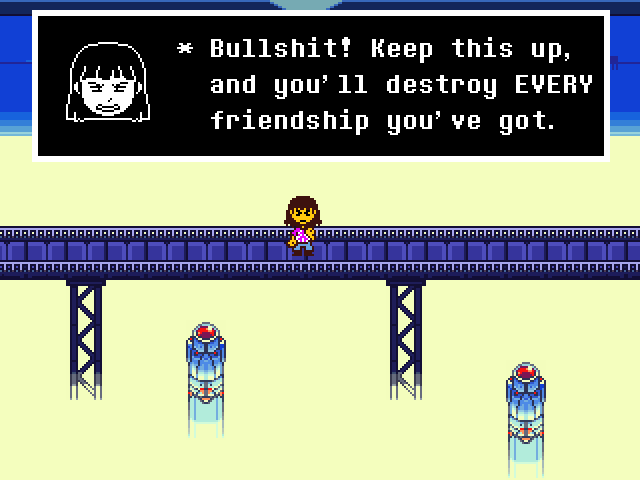 * Bullshit! Keep this up,
and you'll destroy EVERY
friendship you've got.